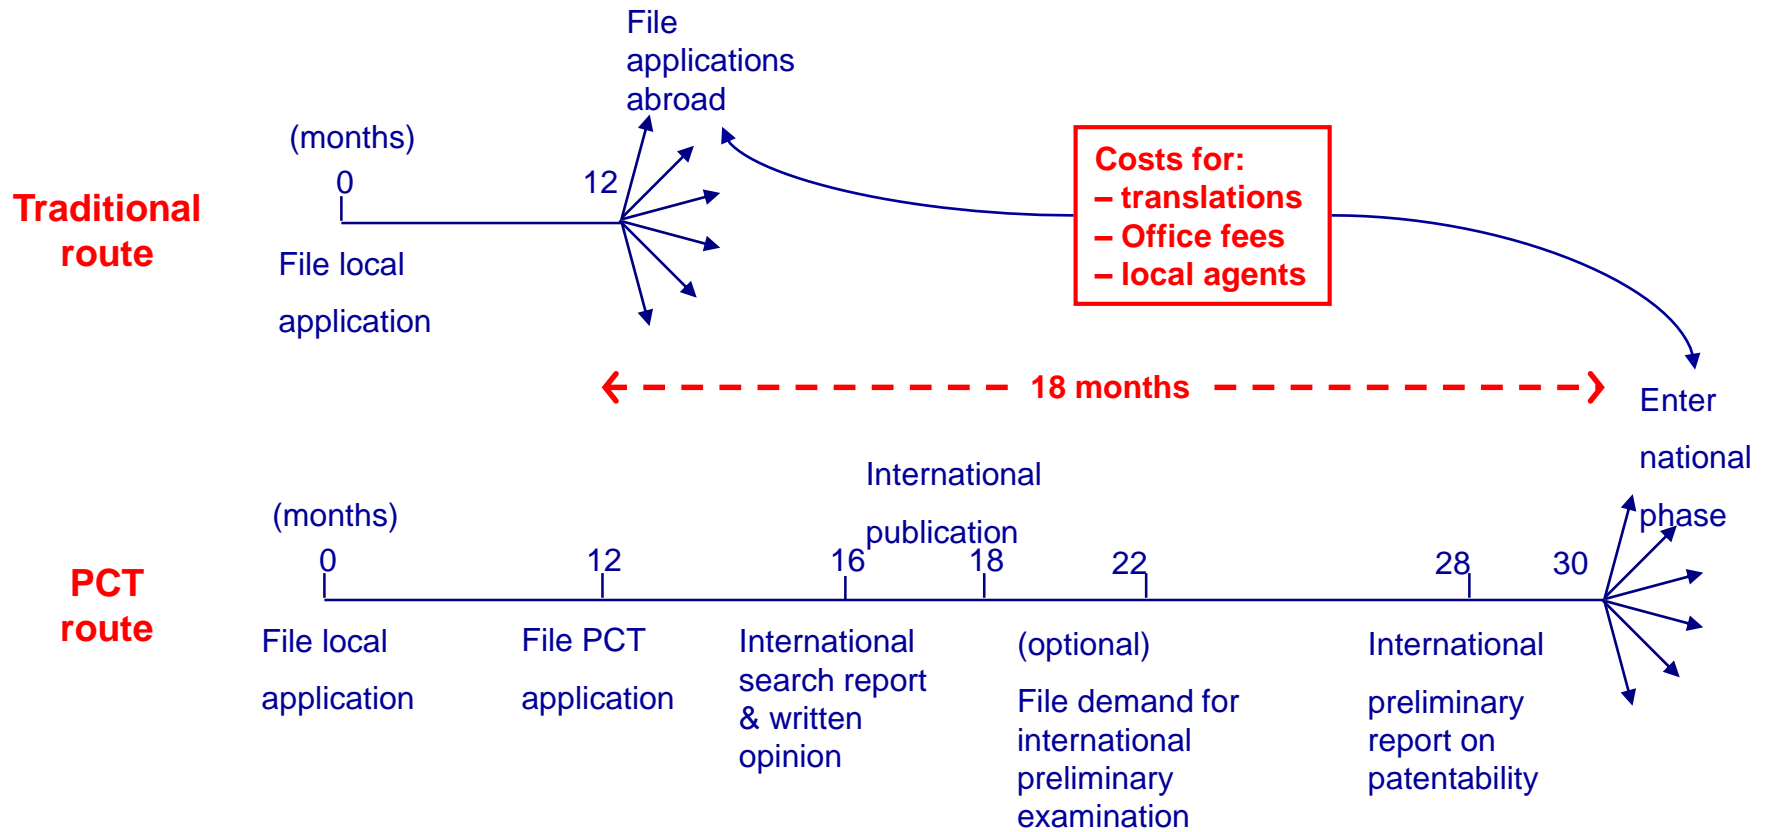 File
applications
abroad
(months)
0
12
Traditional
route
File local
application
Costs for:
– translations
– Office fees
– local agents
18 months
Enter
national
phase
International
publication
(months)
0
12
16
18
22
28
30
PCT
route
File local
application
File PCT
application
International
search report
& written
opinion
(optional)
File demand for
international
preliminary
examination
International
preliminary
report on
patentability